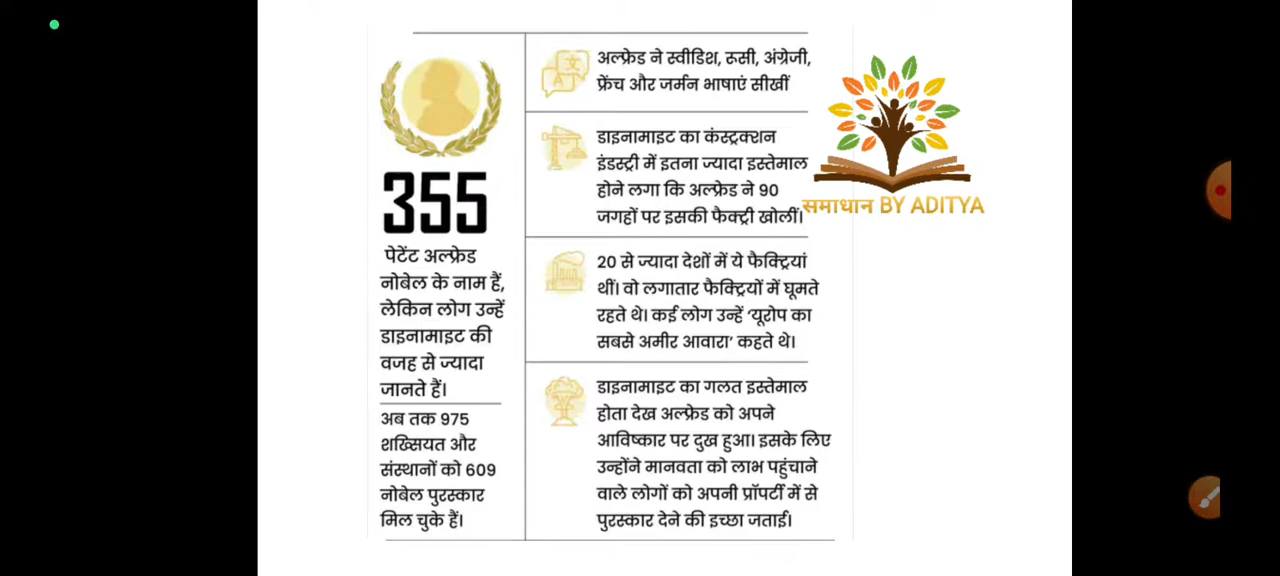 355
पेटेंट अल्फ्रेड
नोबेल के नाम हैं,
लेकिन लोग उन्हें
डाइनामाइट की
वजह से ज्यादा
जानते हैं।
अब तक 975
शख्सियत और
संस्थानों को 609
नोबेल पुरस्कार
मिल चुके हैं।
अल्फ्रेड ने स्वीडिश, रूसी, अंग्रेजी,
फ्रेंच और जर्मन भाषाएं सीखीं
डाइनामाइट का कंस्ट्रक्शन
इंडस्ट्री में इतना ज्यादा इस्तेमाल
होने लगा कि अल्फ्रेड ने 90
जगहों पर इसकी फैक्ट्री खोलीं।
20 से ज्यादा देशों में ये फैक्ट्रियां
थीं। वो लगातार फैक्ट्रियों में घूमते
रहते थे। कई लोग उन्हें ‘यूरोप का
सबसे अमीर आवारा’ कहते थे।
डाइनामाइट का गलत इस्तेमाल
होता देख अल्फ्रेड को अपने
आविष्कार पर दुख हुआ। इसके लिए
उन्होंने मानवता को लाभ पहुंचाने
वाले लोगों को अपनी प्रॉपर्टी में से
पुरस्कार देने की इच्छा जताई।
समाधान BY ADITYA
A
文